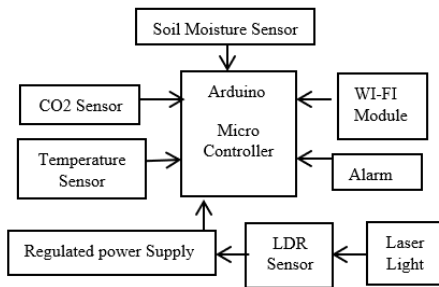 Soil Moisture Sensor
Arduino
Micro
Controller
CO2 Sensor
WI-FI
Module
Temperature
Sensor
Alarm
Regulated power Supply
LDR
Sensor
Laser
Light